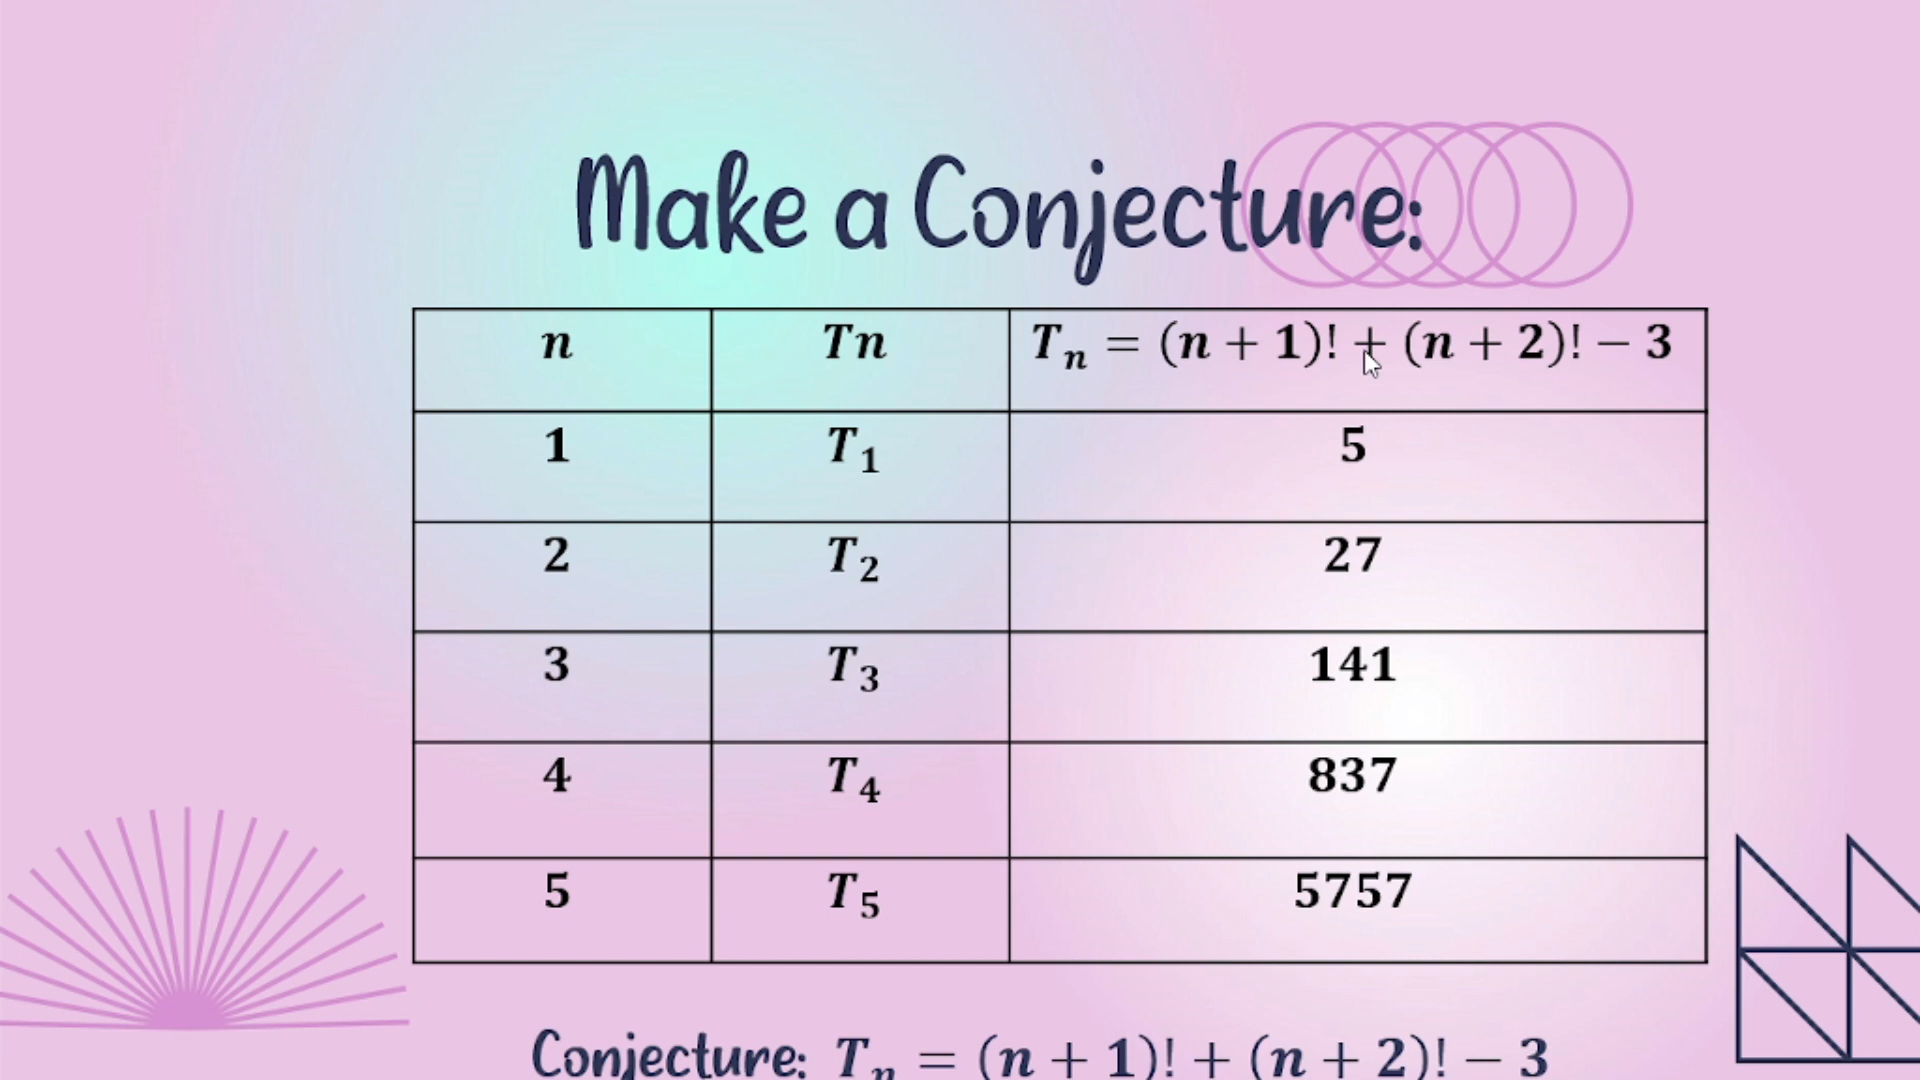 Make a Conjecture:
n Tn Tₙ = (n + 1)! + (n + 2)! − 3
1 T₁ 5
2 T₂ 27
3 T₃ 141
4 T₄ 837
5 T₅ 5757
Conjecture: Tₙ = (n + 1)! + (n + 2)! − 3